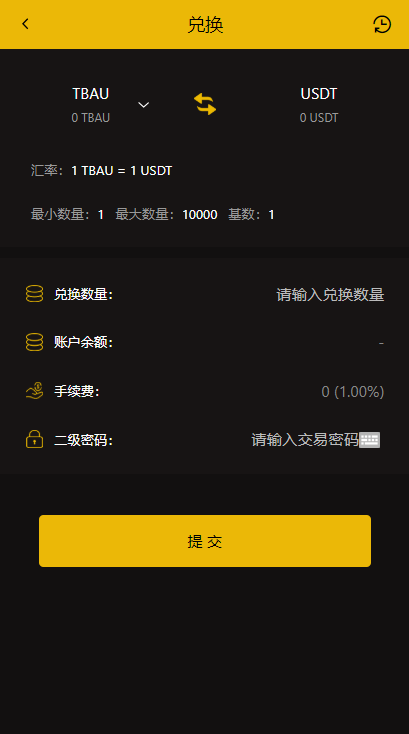 兑换
TBAU USDT
0 TBAU 0 USDT
汇率：1 TBAU = 1 USDT
最小数量：1 最大数量：10000 基数：1
兑换数量： 请输入兑换数量
账户余额： -
手续费： 0 (1.00%)
二级密码： 请输入交易密码
提 交